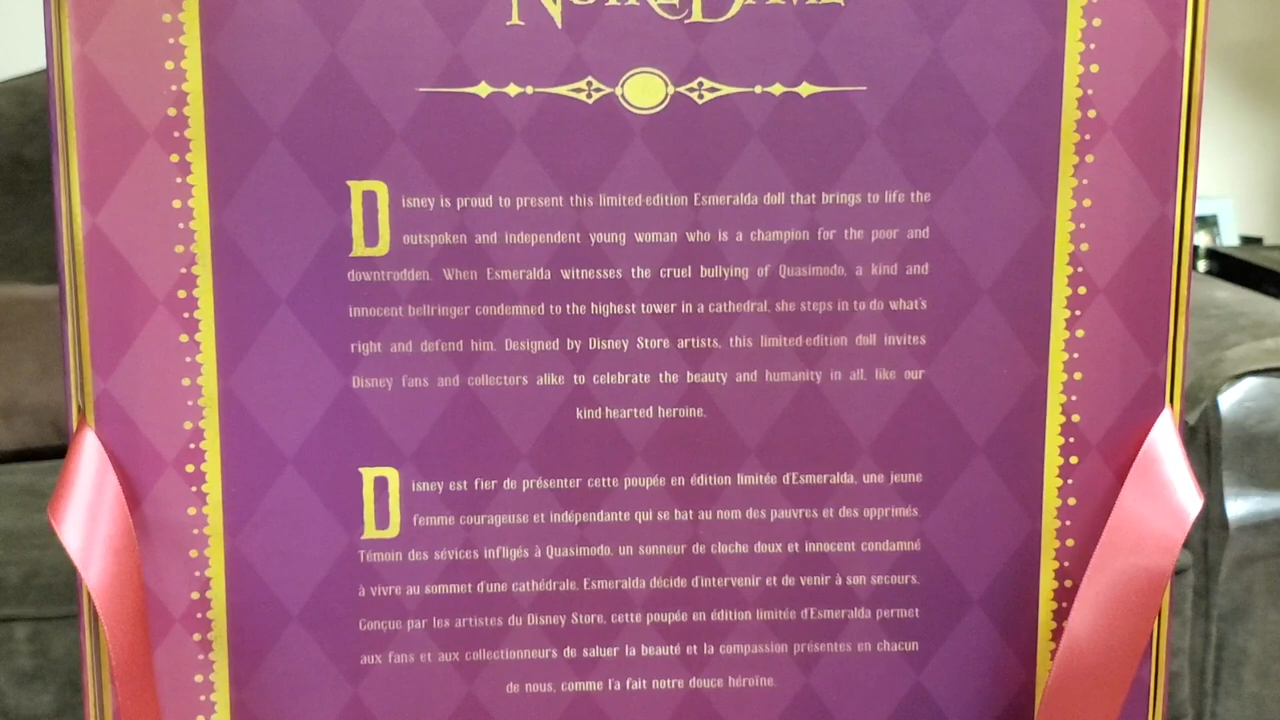 NOTRE DAME
Disney is proud to present this limited-edition Esmeralda doll that brings to life the
outspoken and independent young woman who is a champion for the poor and
downtrodden. When Esmeralda witnesses the cruel bullying of Quasimodo, a kind and
innocent bellringer condemned to the highest tower in a cathedral, she steps in to do what's
right and defend him. Designed by Disney Store artists, this limited-edition doll invites
Disney fans and collectors alike to celebrate the beauty and humanity in all, like our
kind-hearted heroine.
Disney est fier de présenter cette poupée en édition limitée d'Esmeralda, une jeune
femme courageuse et indépendante qui se bat au nom des pauvres et des opprimés.
Témoin des sévices infligés à Quasimodo, un sonneur de cloche doux et innocent condamné
à vivre au sommet d'une cathédrale, Esmeralda décide d'intervenir et de venir à son secours.
Conçue par les artistes du Disney Store, cette poupée en édition limitée d'Esmeralda permet
aux fans et aux collectionneurs de saluer la beauté et la compassion présentes en chacun
de nous, comme l'a fait notre douce héroïne.